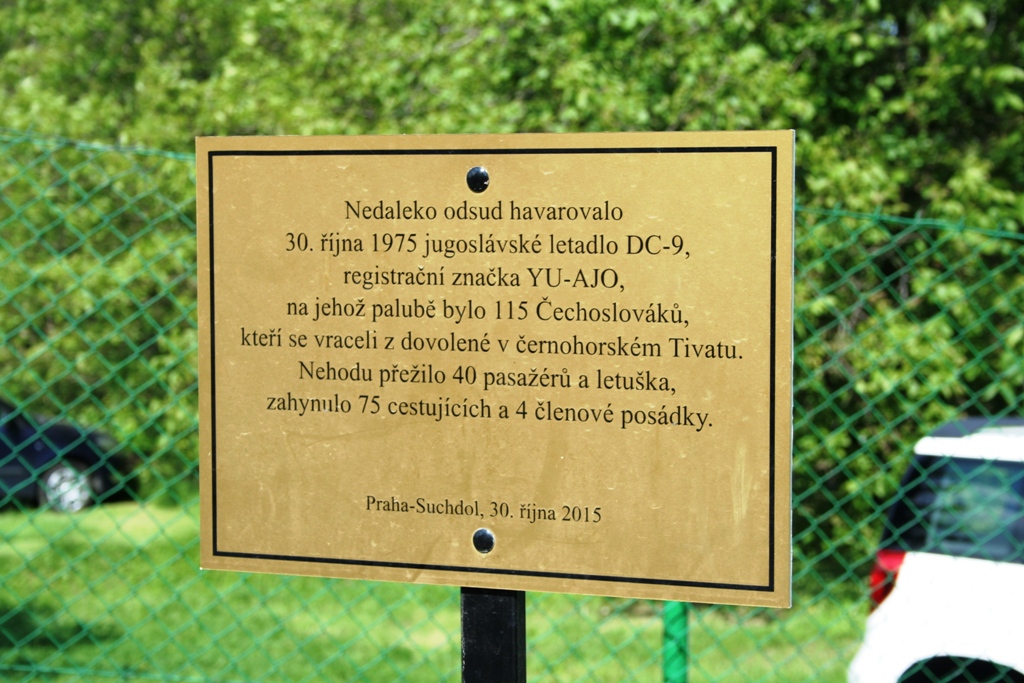 Nedaleko odsud havarovalo
30. října 1975 jugoslávské letadlo DC-9,
registrační značka YU-AJO,
na jehož palubě bylo 115 Čechoslováků,
kteří se vraceli z dovolené v černohorském Tivatu.
Nehodu přežilo 40 pasažérů a letuška,
zahynulo 75 cestujících a 4 členové posádky.
Praha-Suchdol, 30. října 2015